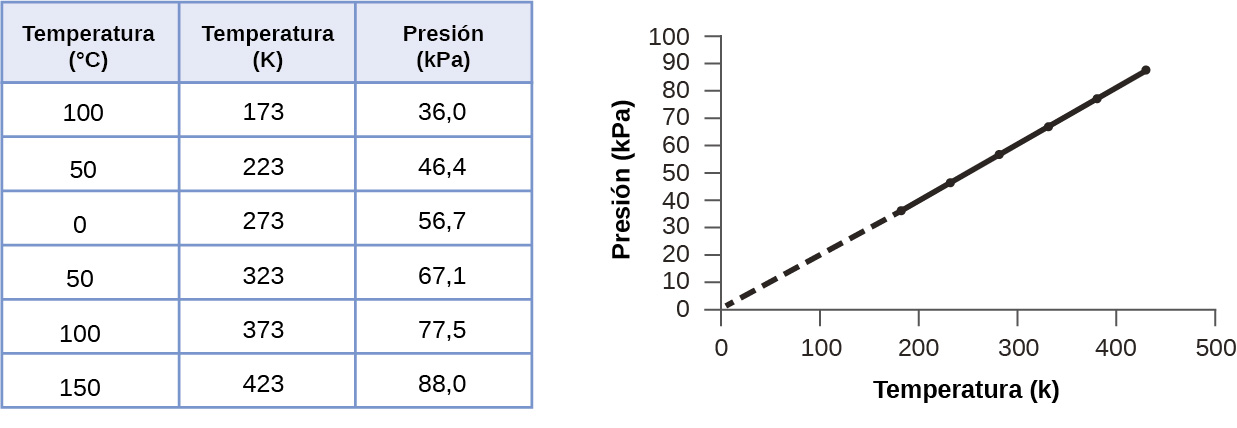 Temperatura (°C) Temperatura (K) Presión (kPa)
100 173 36,0
50 223 46,4
0 273 56,7
50 323 67,1
100 373 77,5
150 423 88,0
Presión (kPa)
100
90
80
70
60
50
40
30
20
10
0
0 100 200 300 400 500
Temperatura (k)